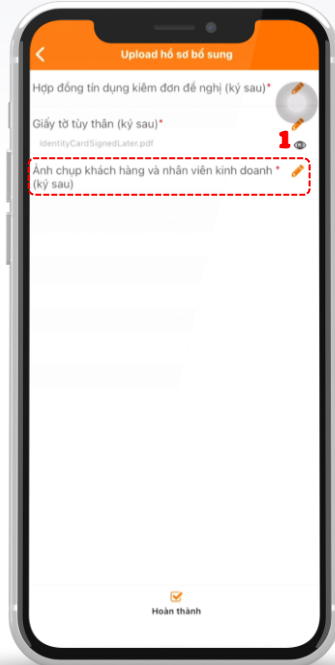 Upload hồ sơ bổ sung
Hợp đồng tín dụng kiêm đơn đề nghị (ký sau)*
Giấy tờ tùy thân (ký sau)*
IdentityCardSignedLater.pdf
1
Ảnh chụp khách hàng và nhân viên kinh doanh *
(ký sau)
Hoàn thành